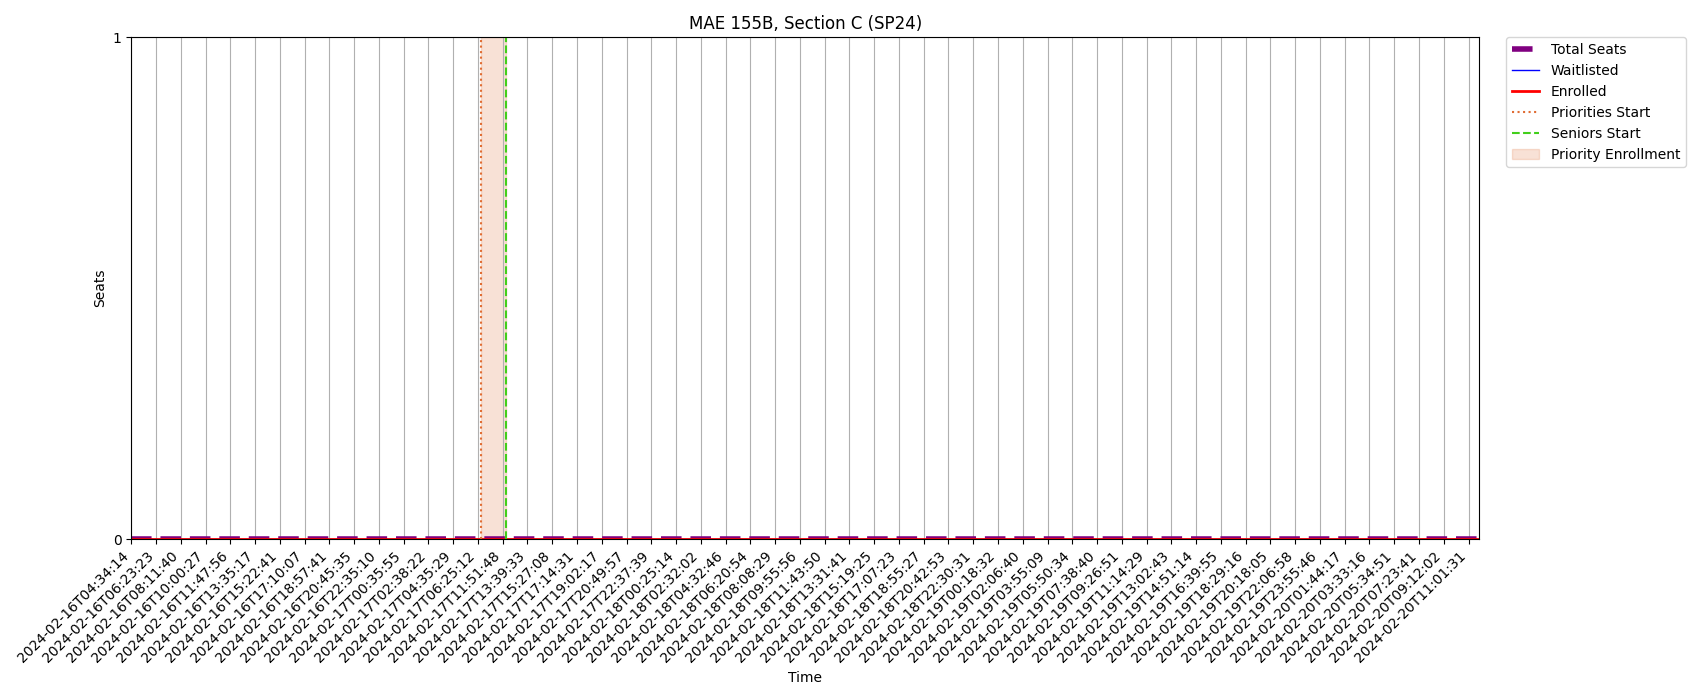 MAE 155B, Section C (SP24)
1
0
Seats
Total Seats
Waitlisted
Enrolled
Priorities Start
Seniors Start
Priority Enrollment
2024-02-16T04:34:14
2024-02-16T06:23:23
2024-02-16T08:11:40
2024-02-16T10:00:27
2024-02-16T11:47:56
2024-02-16T13:35:17
2024-02-16T15:22:41
2024-02-16T17:10:07
2024-02-16T18:57:41
2024-02-16T20:45:35
2024-02-16T22:35:10
2024-02-17T00:35:55
2024-02-17T02:38:22
2024-02-17T04:35:29
2024-02-17T06:25:12
2024-02-17T11:51:48
2024-02-17T13:39:33
2024-02-17T15:27:08
2024-02-17T17:14:31
2024-02-17T19:02:17
2024-02-17T20:49:57
2024-02-17T22:37:39
2024-02-18T00:25:14
2024-02-18T02:32:02
2024-02-18T04:32:46
2024-02-18T06:20:54
2024-02-18T08:08:29
2024-02-18T09:55:56
2024-02-18T11:43:50
2024-02-18T13:31:41
2024-02-18T15:19:25
2024-02-18T17:07:23
2024-02-18T18:55:27
2024-02-18T20:42:53
2024-02-18T22:30:31
2024-02-19T00:18:32
2024-02-19T02:06:40
2024-02-19T03:55:09
2024-02-19T05:50:34
2024-02-19T07:38:40
2024-02-19T09:26:51
2024-02-19T11:14:29
2024-02-19T13:02:43
2024-02-19T14:51:14
2024-02-19T16:39:55
2024-02-19T18:29:16
2024-02-19T20:18:05
2024-02-19T22:06:58
2024-02-19T23:55:46
2024-02-20T01:44:17
2024-02-20T03:33:16
2024-02-20T05:34:51
2024-02-20T07:23:41
2024-02-20T09:12:02
2024-02-20T11:01:31
Time